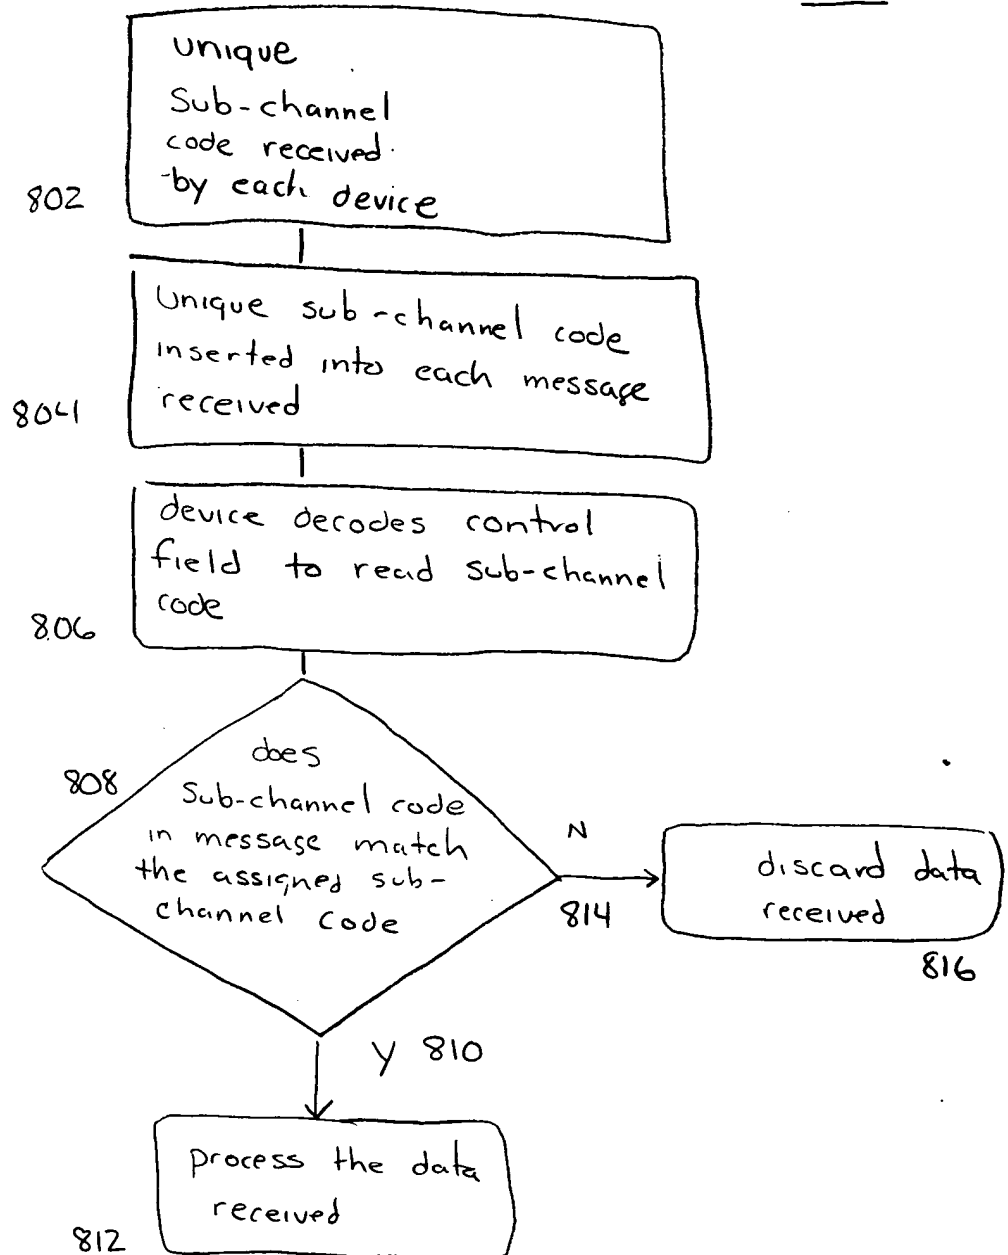 unique
Sub-channel
code received
by each device
802
Unique sub-channel code
inserted into each message
received
804
device decodes control
field to read sub-channel
code
806
does
Sub-channel code
in message match
the assigned sub-
channel code
808
N
814
discard data
received
816
Y 810
process the data
received
812